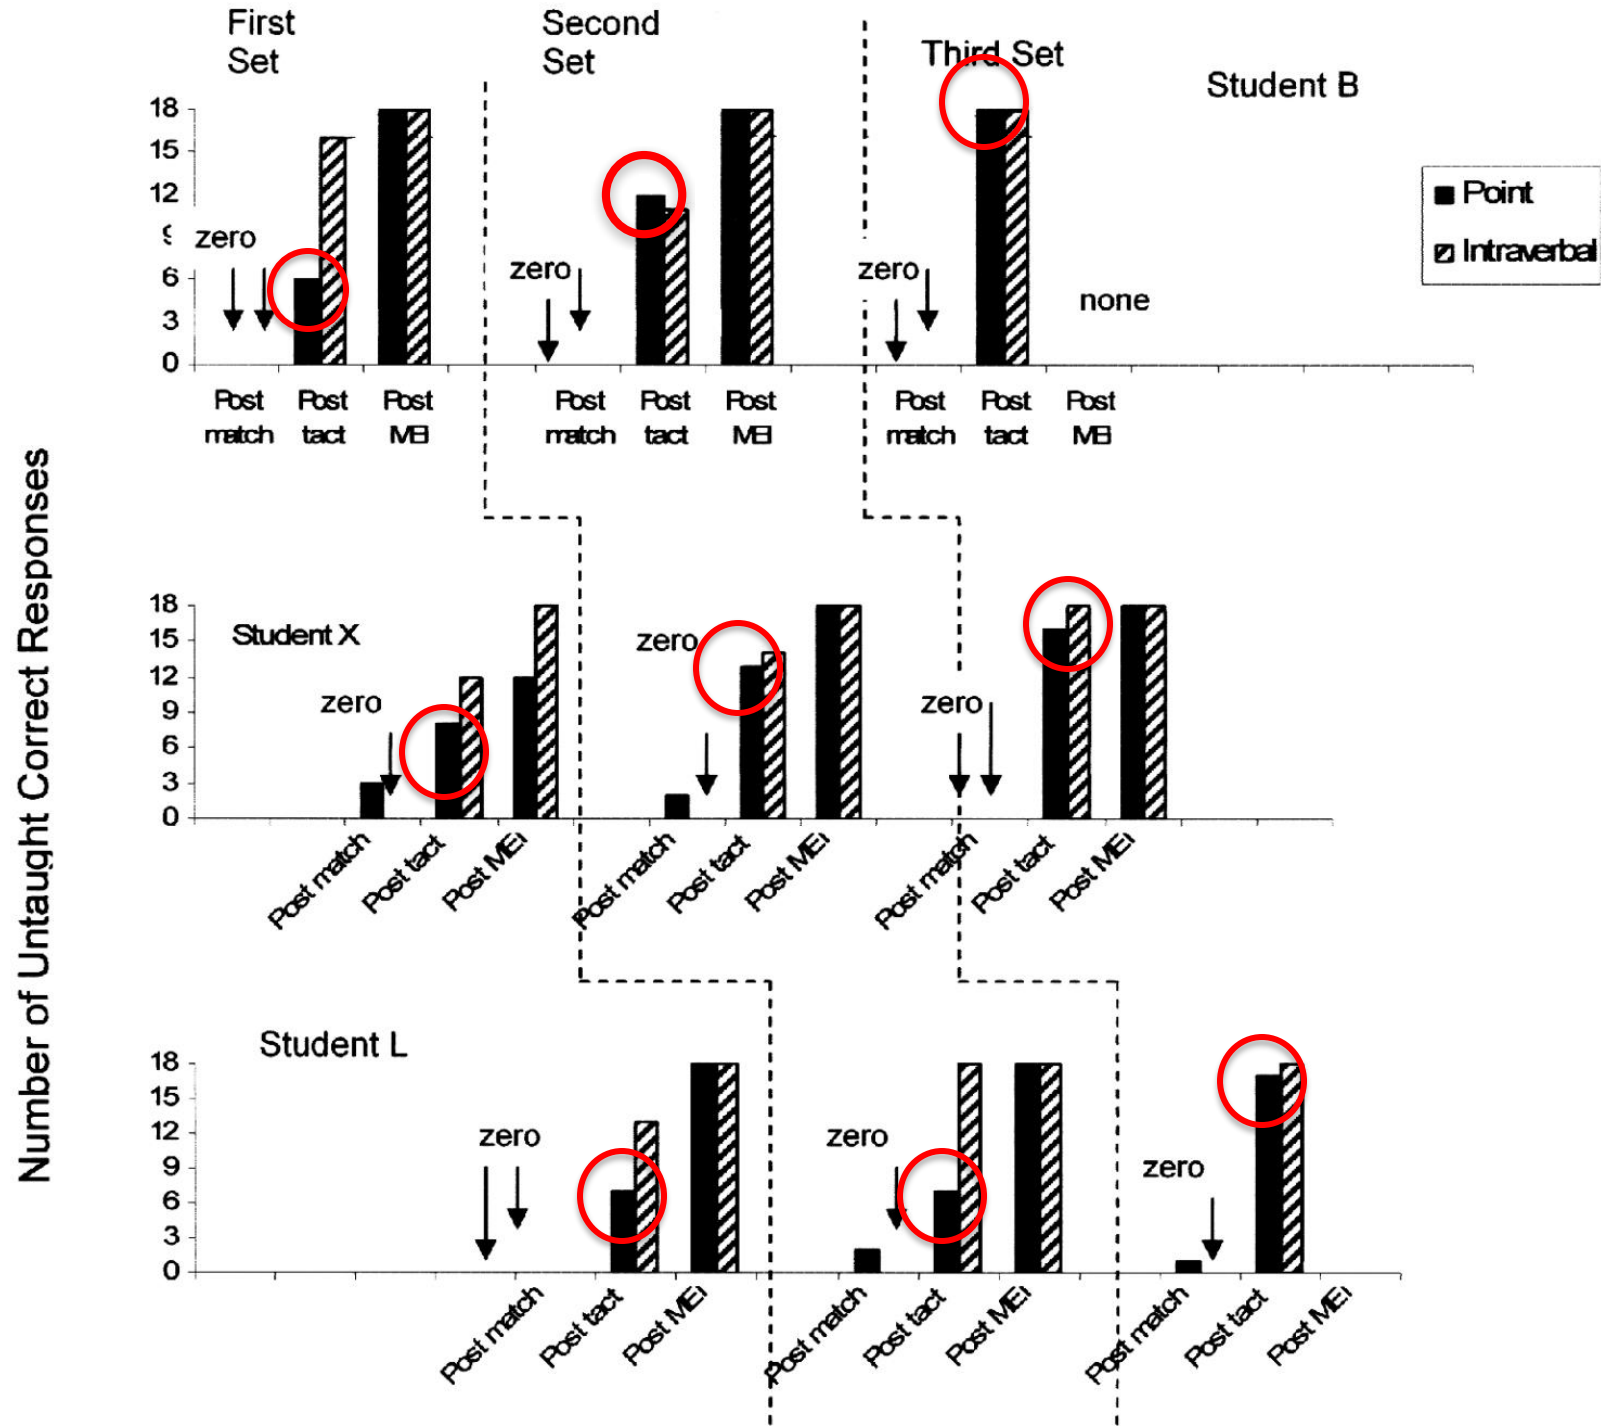 First
Set
Second
Set
Third Set
Student B
18
15
12
9
6
3
0
zero
zero
zero
none
Point
Intraverbal
Post
match
Post
tact
Post
MEI
Post
match
Post
tact
Post
MEI
Post
match
Post
tact
Post
MEI
Number of Untaught Correct Responses
18
15
12
9
6
3
0
Student X
zero
zero
zero
Post match
Post tact
Post MEI
Post match
Post tact
Post MEI
Post match
Post tact
Post MEI
Student L
18
15
12
9
6
3
0
zero
zero
zero
Post match
Post tact
Post MEI
Post match
Post tact
Post MEI
Post match
Post tact
Post MEI